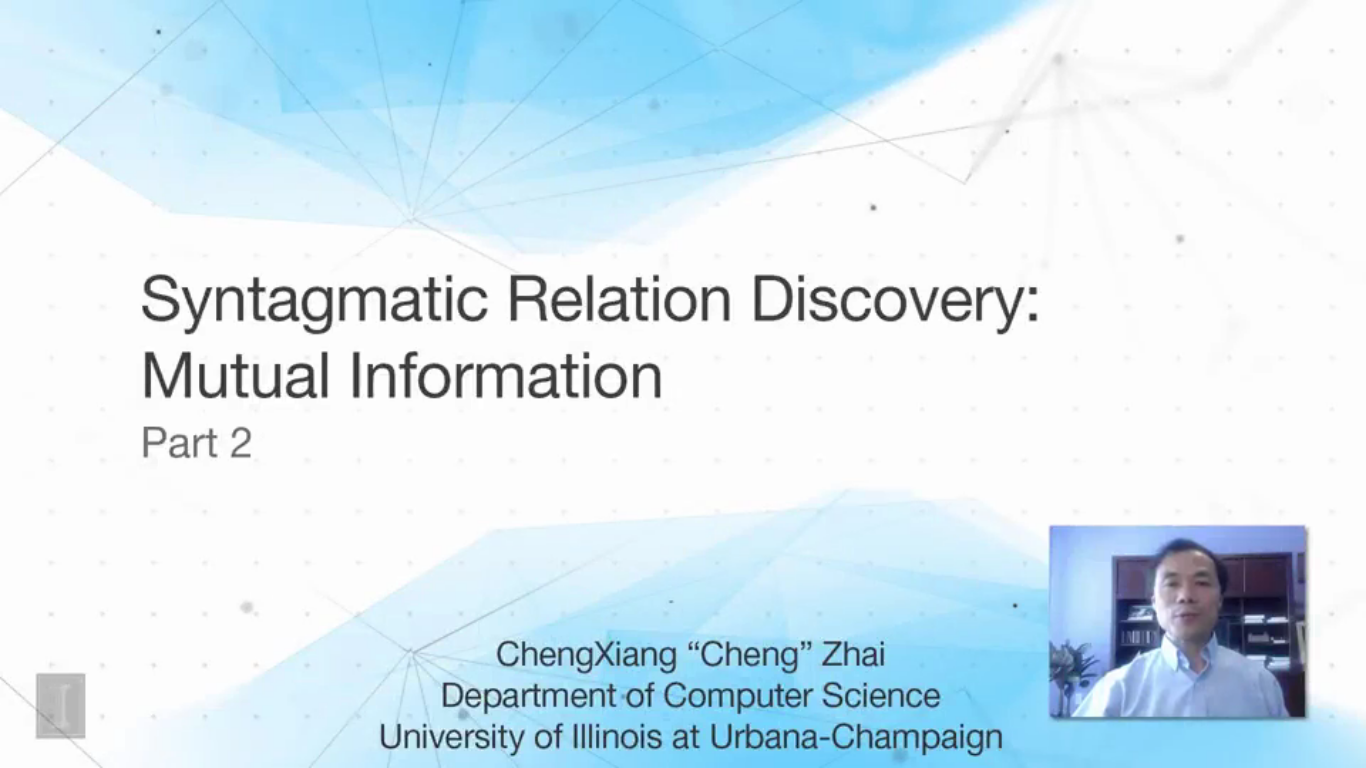 Syntagmatic Relation Discovery:
Mutual Information
Part 2
ChengXiang “Cheng” Zhai
Department of Computer Science
University of Illinois at Urbana-Champaign